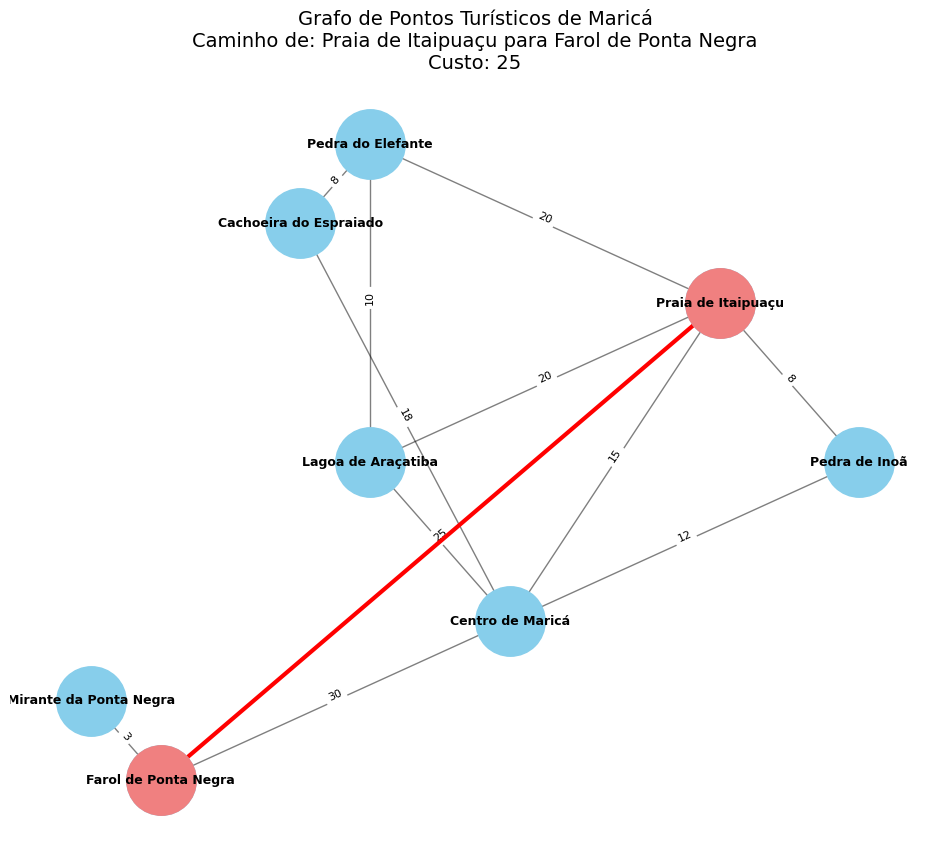 Grafo de Pontos Turísticos de Maricá
Caminho de: Praia de Itaipuaçu para Farol de Ponta Negra
Custo: 25
Pedra do Elefante
8
Cachoeira do Espraiado
20
10
Praia de Itaipuaçu
20
8
18
15
Lagoa de Araçatiba
Pedra de Inoã
25
12
Centro de Maricá
30
Mirante da Ponta Negra
3
Farol de Ponta Negra